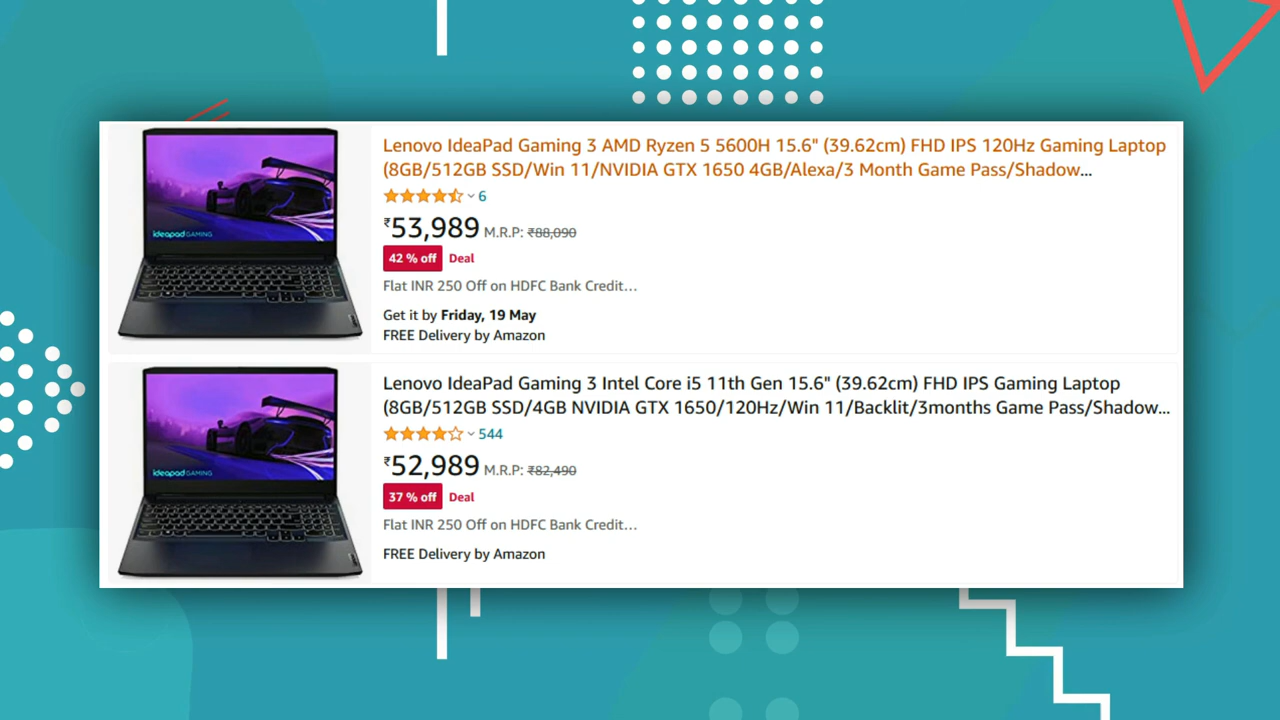 Lenovo IdeaPad Gaming 3 AMD Ryzen 5 5600H 15.6" (39.62cm) FHD IPS 120Hz Gaming Laptop
(8GB/512GB SSD/Win 11/NVIDIA GTX 1650 4GB/Alexa/3 Month Game Pass/Shadow...
6
₹53,989 M.R.P: ₹88,090
42 % off Deal
Flat INR 250 Off on HDFC Bank Credit...
Get it by Friday, 19 May
FREE Delivery by Amazon
ideapad GAMING
Lenovo IdeaPad Gaming 3 Intel Core i5 11th Gen 15.6" (39.62cm) FHD IPS Gaming Laptop
(8GB/512GB SSD/4GB NVIDIA GTX 1650/120Hz/Win 11/Backlit/3months Game Pass/Shadow...
544
₹52,989 M.R.P: ₹82,490
37 % off Deal
Flat INR 250 Off on HDFC Bank Credit...
FREE Delivery by Amazon
ideapad GAMING